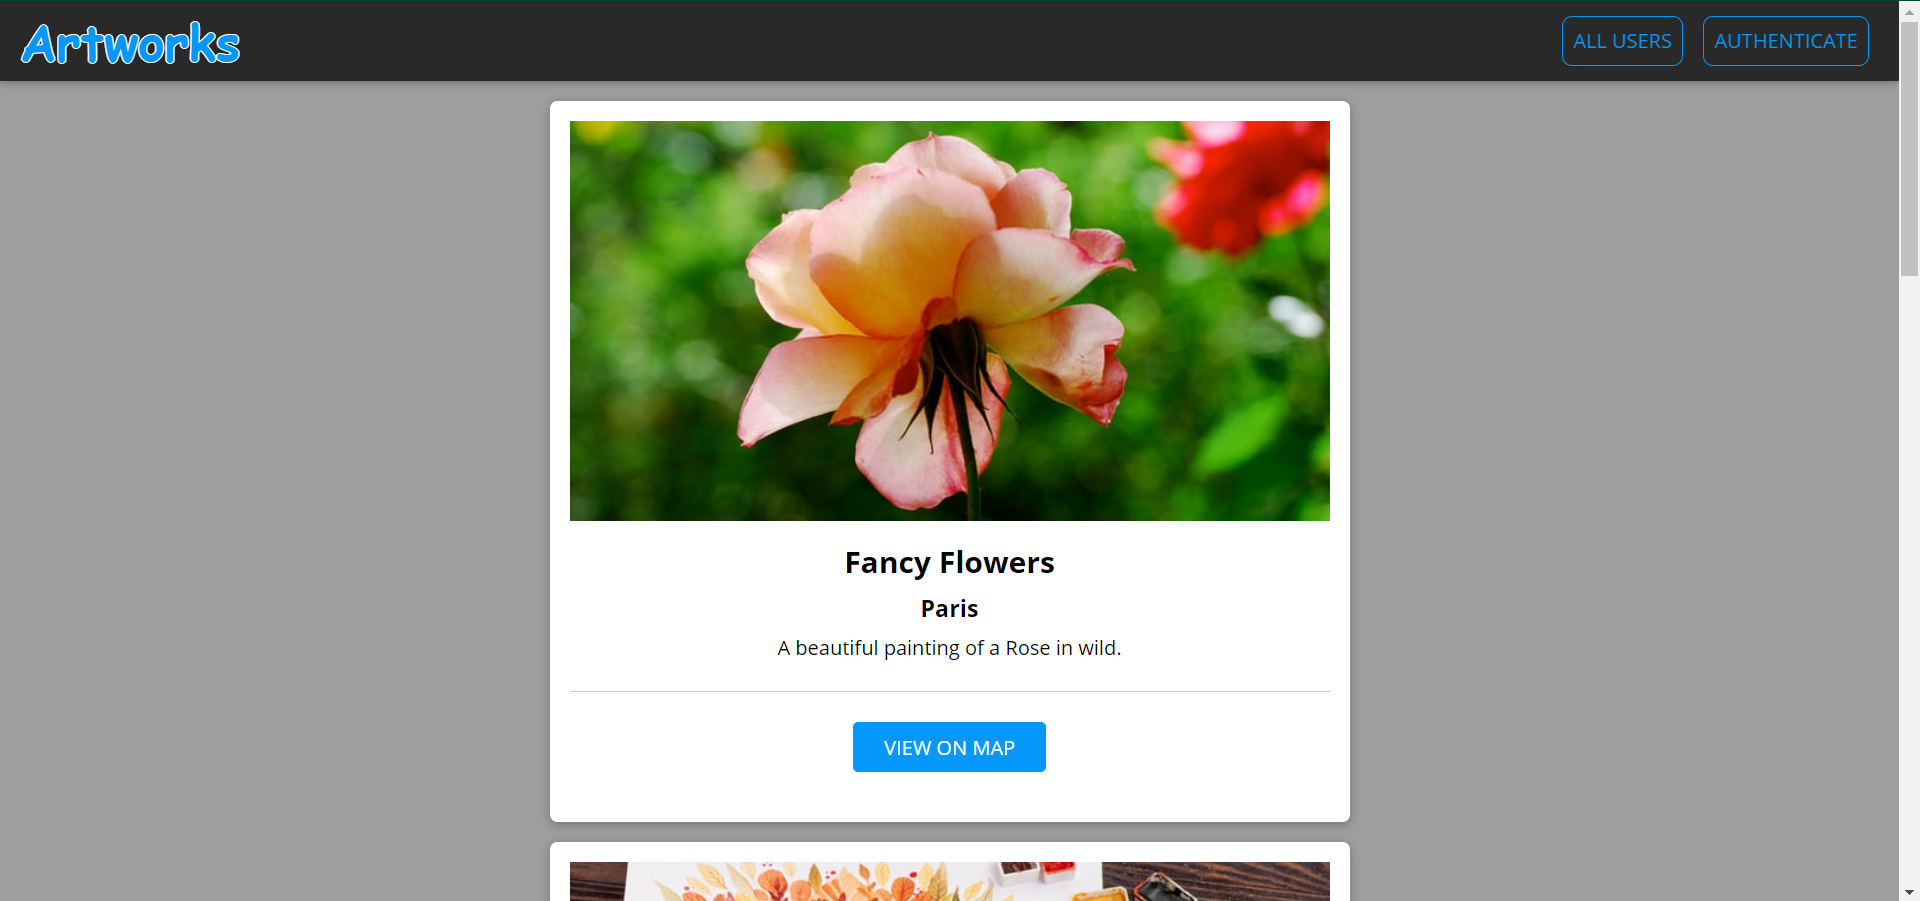 Artworks
ALL USERS
AUTHENTICATE
Fancy Flowers
Paris
A beautiful painting of a Rose in wild.
VIEW ON MAP